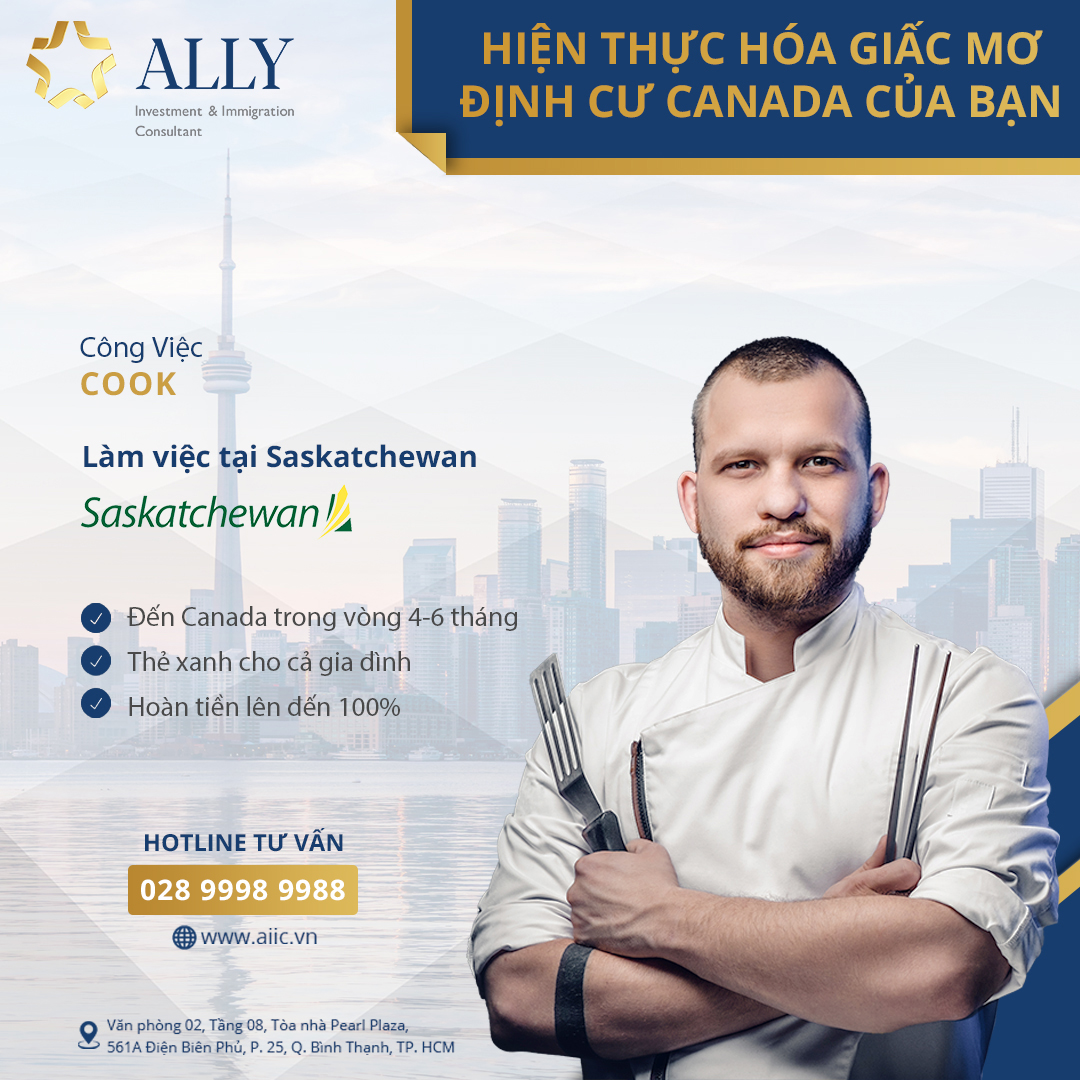 ALLY
Investment & Immigration
Consultant
HIỆN THỰC HÓA GIẤC MƠ
ĐỊNH CƯ CANADA CỦA BẠN
Công Việc
COOK
Làm việc tại Saskatchewan
Saskatchewan
Đến Canada trong vòng 4-6 tháng
Thẻ xanh cho cả gia đình
Hoàn tiền lên đến 100%
HOTLINE TƯ VẤN
028 9998 9988
www.aiic.vn
Văn phòng 02, Tầng 08, Tòa nhà Pearl Plaza,
561A Điện Biên Phủ, P. 25, Q. Bình Thạnh, TP. HCM